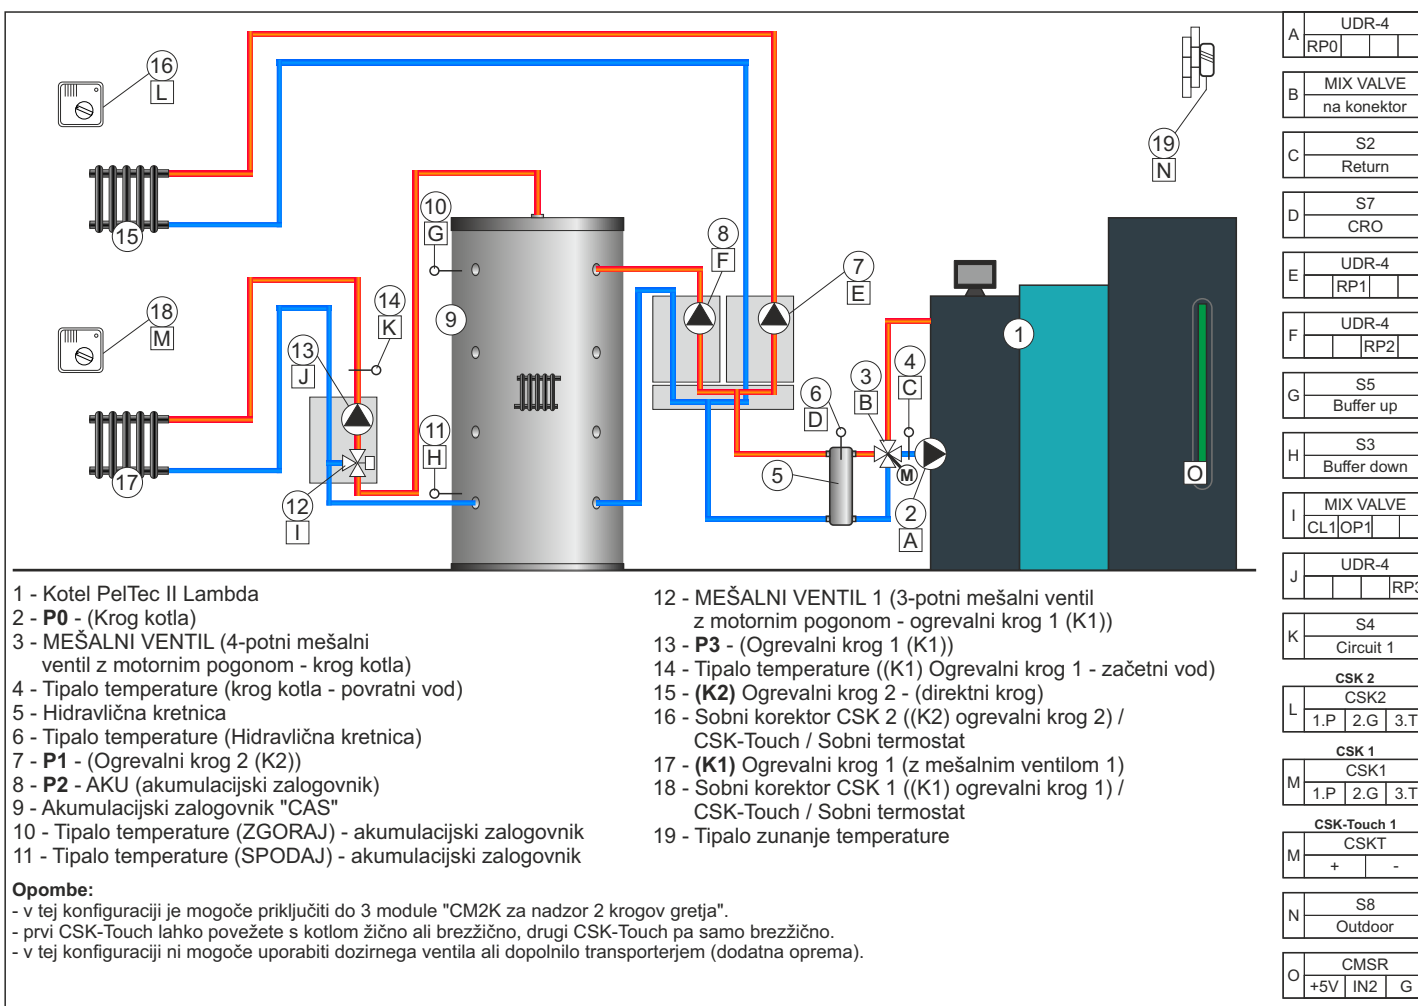 16
L
15
18
M
17
14
K
13
J
12
I
10
G
9
11
H
8
F
7
E
6
D
5
3
B
4
C
M
2
A
1
O
19
N
1 - Kotel PelTec II Lambda
2 - P0 - (Krog kotla)
3 - MEŠALNI VENTIL (4-potni mešalni
ventil z motornim pogonom - krog kotla)
4 - Tipalo temperature (krog kotla - povratni vod)
5 - Hidravlična kretnica
6 - Tipalo temperature (Hidravlična kretnica)
7 - P1 - (Ogrevalni krog 2 (K2))
8 - P2 - AKU (akumulacijski zalogovnik)
9 - Akumulacijski zalogovnik "CAS"
10 - Tipalo temperature (ZGORAJ) - akumulacijski zalogovnik
11 - Tipalo temperature (SPODAJ) - akumulacijski zalogovnik
12 - MEŠALNI VENTIL 1 (3-potni mešalni ventil
z motornim pogonom - ogrevalni krog 1 (K1))
13 - P3 - (Ogrevalni krog 1 (K1))
14 - Tipalo temperature ((K1) Ogrevalni krog 1 - začetni vod)
15 - (K2) Ogrevalni krog 2 - (direktni krog)
16 - Sobni korektor CSK 2 ((K2) ogrevalni krog 2) /
CSK-Touch / Sobni termostat
17 - (K1) Ogrevalni krog 1 (z mešalnim ventilom 1)
18 - Sobni korektor CSK 1 ((K1) ogrevalni krog 1) /
CSK-Touch / Sobni termostat
19 - Tipalo zunanje temperature
Opombe:
- v tej konfiguraciji je mogoče priključiti do 3 module "CM2K za nadzor 2 krogov gretja".
- prvi CSK-Touch lahko povežete s kotlom žično ali brezžično, drugi CSK-Touch pa samo brezžično.
- v tej konfiguraciji ni mogoče uporabiti dozirnega ventila ali dopolnilo transporterjem (dodatna oprema).
A UDR-4
RP0
B MIX VALVE
na konektor
C S2
Return
D S7
CRO
E UDR-4
RP1
F UDR-4
RP2
G S5
Buffer up
H S3
Buffer down
I MIX VALVE
CL1 OP1
J UDR-4
RP3
K S4
Circuit 1
CSK 2
L CSK2
1.P 2.G 3.T
CSK 1
M CSK1
1.P 2.G 3.T
CSK-Touch 1
M CSKT
+ -
N S8
Outdoor
O CMSR
+5V IN2 G